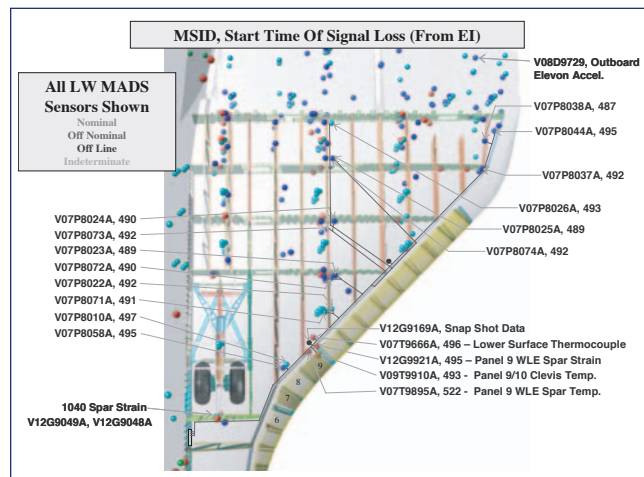 MSID, Start Time Of Signal Loss (From EI)
All LW MADS
Sensors Shown
Nominal
Off Nominal
Off Line
Indeterminate
V08D9729, Outboard
Elevon Accel.
V07P8038A, 487
V07P8044A, 495
V07P8037A, 492
V07P8026A, 493
V07P8025A, 489
V07P8074A, 492
V07P8024A, 490
V07P8073A, 492
V07P8023A, 489
V07P8072A, 490
V07P8022A, 492
V07P8071A, 491
V07P8010A, 497
V07P8058A, 495
V12G9169A, Snap Shot Data
V07T9666A, 496 – Lower Surface Thermocouple
V12G9921A, 495 – Panel 9 WLE Spar Strain
V09T9910A, 493 - Panel 9/10 Clevis Temp.
V07T9895A, 522 - Panel 9 WLE Spar Temp.
9
8
7
6
1040 Spar Strain
V12G9049A, V12G9048A